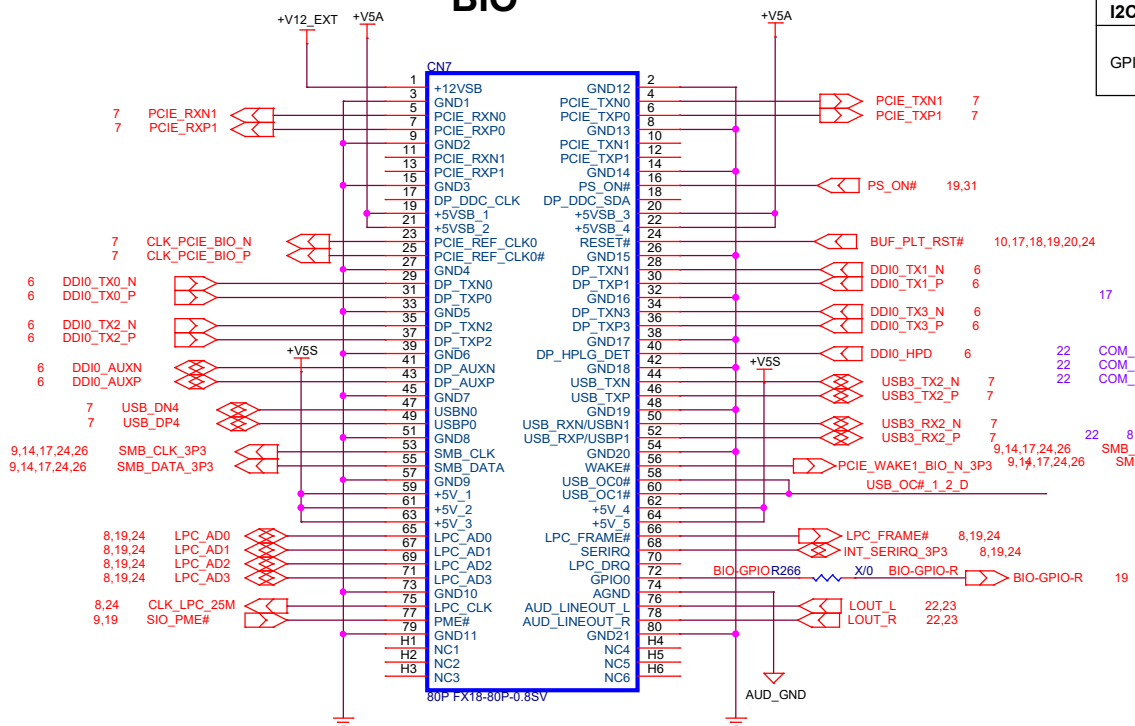 BIO
+V12_EXT +V5A +V5A
I2C
GPI
CN7
1 +12VSB GND12 2
3 GND1 PCIE_TXN0 4 PCIE_TXN1 7
7 PCIE_RXN1 5 PCIE_RXN0 PCIE_TXP0 6 PCIE_TXP1 7
7 PCIE_RXP1 7 PCIE_RXP0 GND13 8
9 GND2 PCIE_TXN1 10
11 PCIE_RXN1 PCIE_TXP1 12
13 PCIE_RXP1 GND14 14
15 GND3 PS_ON# 16 PS_ON# 19,31
17 DP_DDC_CLK DP_DDC_SDA 18
19 +5VSB_1 +5VSB_3 20
21 +5VSB_2 +5VSB_4 22
7 CLK_PCIE_BIO_N 23 PCIE_REF_CLK0 RESET# 24 BUF_PLT_RST# 10,17,18,19,20,24
7 CLK_PCIE_BIO_P 25 PCIE_REF_CLK0# GND15 26
27 GND4 DP_TXN1 28 DDI0_TX1_N 6
6 DDI0_TX0_N 29 DP_TXN0 DP_TXP1 30 DDI0_TX1_P 6
6 DDI0_TX0_P 31 DP_TXP0 GND16 32 17
33 GND5 DP_TXN3 34 DDI0_TX3_N 6
6 DDI0_TX2_N 35 DP_TXN2 DP_TXP3 36 DDI0_TX3_P 6
6 DDI0_TX2_P 37 DP_TXP2 GND17 38
+V5S 39 GND6 DP_HPLG_DET 40 DDI0_HPD 6 22 COM_
6 DDI0_AUXN 41 DP_AUXN GND18 42 +V5S 22 COM_
6 DDI0_AUXP 43 DP_AUXP USB_TXN 44 USB3_TX2_N 7 22 COM_
45 GND7 USB_TXP 46 USB3_TX2_P 7
7 USB_DN4 47 USBN0 GND19 48
7 USB_DP4 49 USBP0 USB_RXN/USBN1 50 USB3_RX2_N 7
51 GND8 USB_RXP/USBP1 52 USB3_RX2_P 7 22 8
9,14,17,24,26 SMB_CLK_3P3 53 SMB_CLK GND20 54 9,14,17,24,26 SMB_
9,14,17,24,26 SMB_DATA_3P3 55 SMB_DATA WAKE# 56 PCIE_WAKE1_BIO_N_3P3 9,14,17,24,26 SM
57 GND9 USB_OC0# 58
59 +5V_1 USB_OC1# 60 USB_OC#_1_2_D
61 +5V_2 +5V_4 62
63 +5V_3 +5V_5 64
8,19,24 LPC_AD0 65 LPC_AD0 LPC_FRAME# 66 LPC_FRAME# 8,19,24
8,19,24 LPC_AD1 67 LPC_AD1 SERIRQ 68 INT_SERIRQ_3P3 8,19,24
8,19,24 LPC_AD2 69 LPC_AD2 LPC_DRQ 70
8,19,24 LPC_AD3 71 LPC_AD3 GPIO0 72 BIO-GPIO R266 X/0 BIO-GPIO-R BIO-GPIO-R 19
73 GND10 AGND 74
8,24 CLK_LPC_25M 75 LPC_CLK AUD_LINEOUT_L 76 LOUT_L 22,23
9,19 SIO_PME# 77 PME# AUD_LINEOUT_R 78 LOUT_R 22,23
79 GND11 GND21 80
H1 NC1 NC4 H4
H2 NC2 NC5 H5
H3 NC3 NC6 H6
80P FX18-80P-0.8SV
AUD_GND